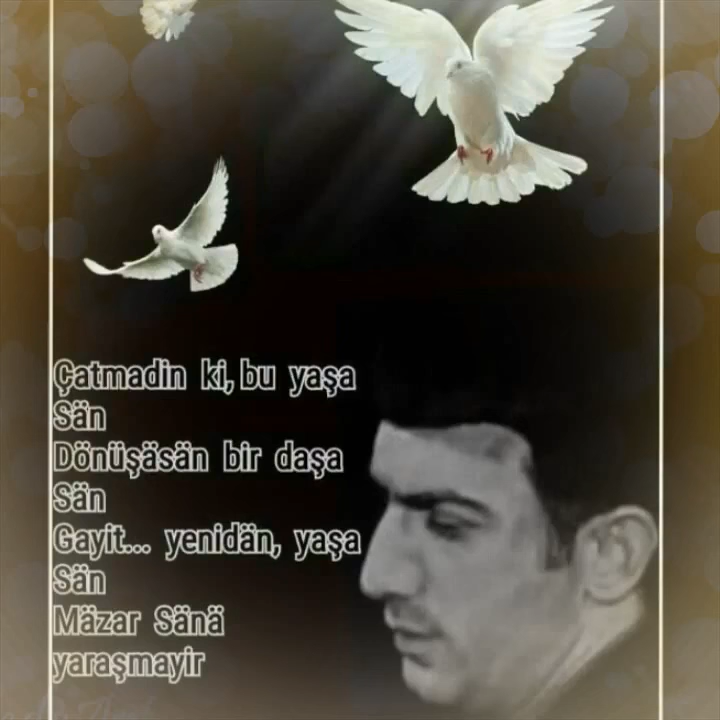 Çatmadin ki, bu yaşa
Sän
Dönüşäsän bir daşa
Sän
Gayit... yenidän, yaşa
Sän
Mäzar Sänä
yaraşmayir